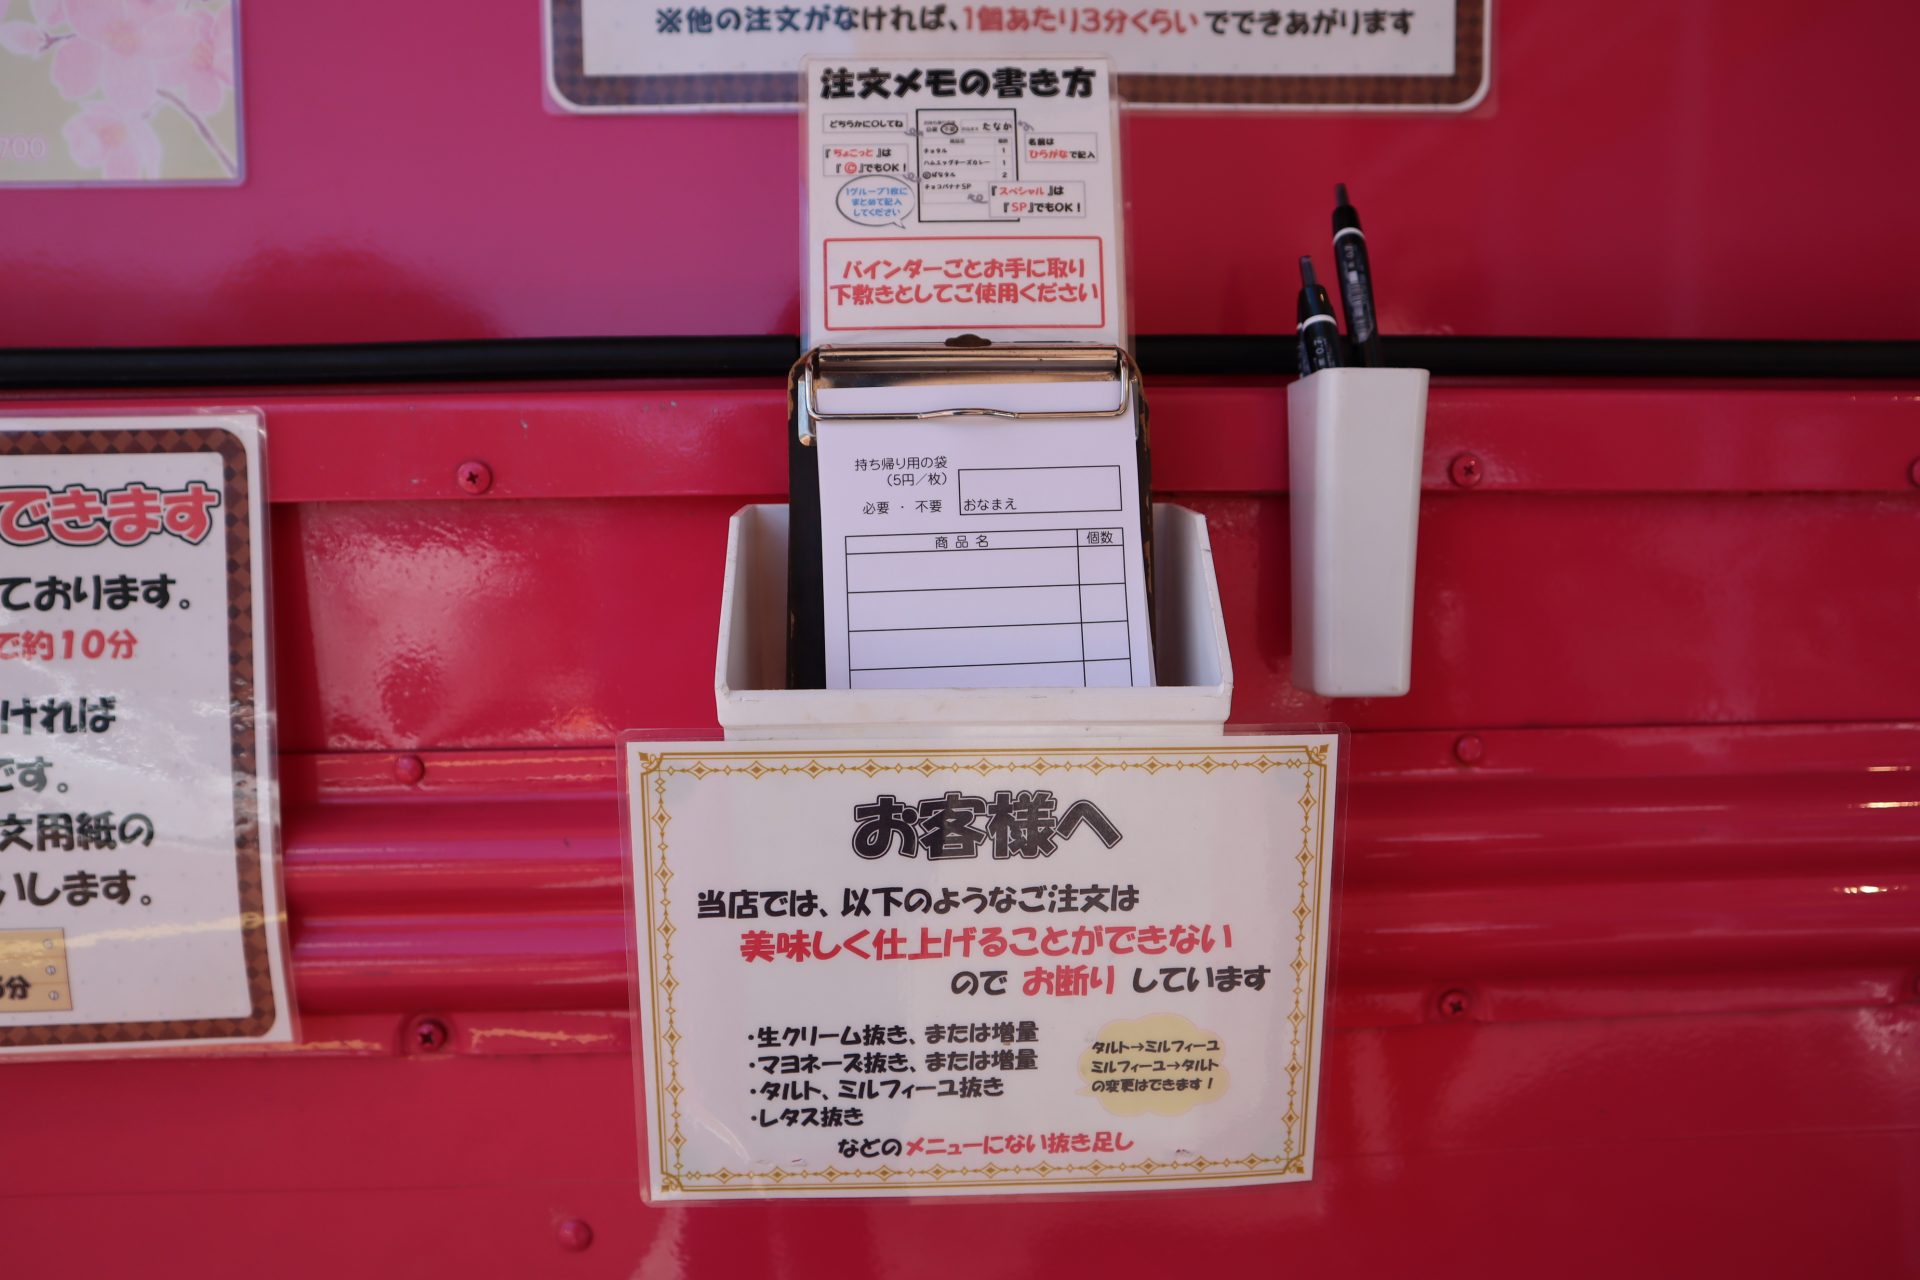 ※他の注文がなければ、1個あたり3分くらいでできあがります
注文メモの書き方
どちらかに〇してね
たなか
名前は
ひらがなで記入
『ちょこっと』は
『©』でもOK!
商品名 個数
チョタル 1
ハムエッグチーズカレー 1
©ばなタル 2
チョコバナナSP
1グループ1枚に
まとめて記入
してください
『スペシャル』は
『SP』でもOK!
バインダーごとお手に取り
下敷きとしてご使用ください
700
持ち帰り用の袋
(5円/枚)
必要 ・ 不要
おなまえ
商品名 個数
できます
ております。
で約10分
ければ
です。
文用紙の
いします。
5分
お客様へ
当店では、以下のようなご注文は
美味しく仕上げることができない
ので お断り しています
・生クリーム抜き、または増量
・マヨネーズ抜き、または増量
・タルト、ミルフィーユ抜き
・レタス抜き
などのメニューにない抜き足し
タルト→ミルフィーユ
ミルフィーユ→タルト
の変更はできます!